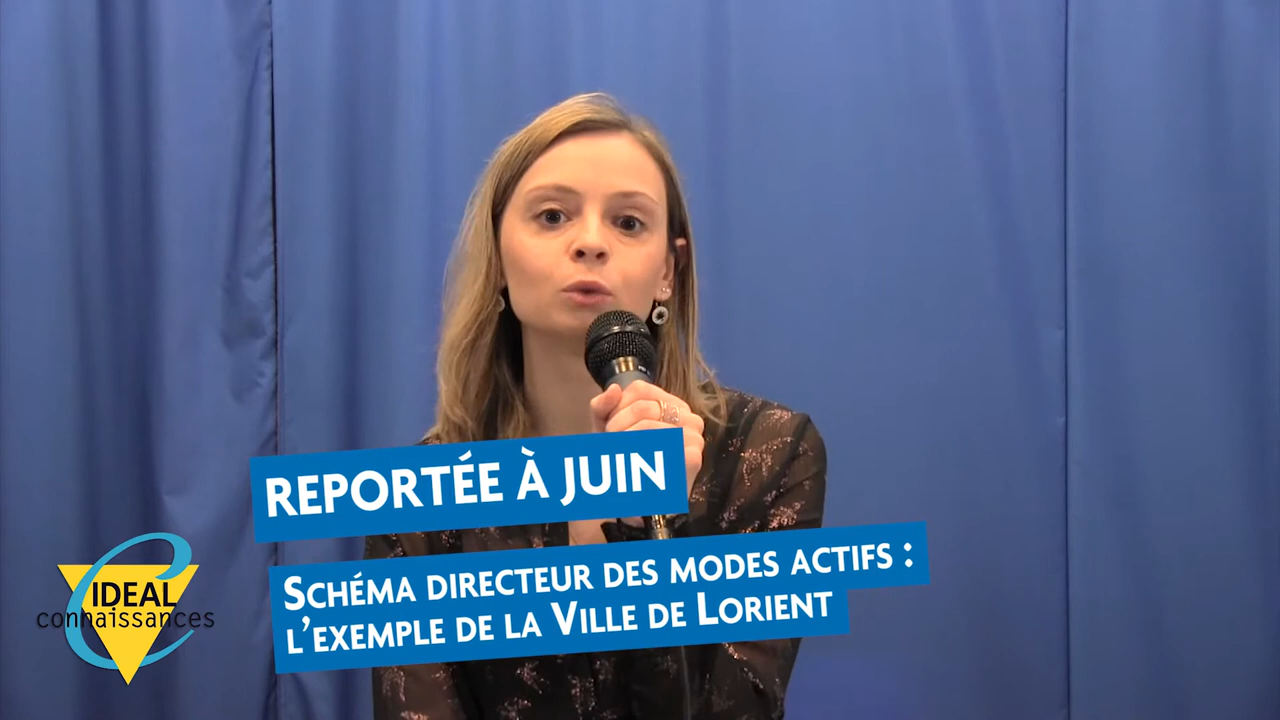 REPORTÉE À JUIN
SCHÉMA DIRECTEUR DES MODES ACTIFS :
L'EXEMPLE DE LA VILLE DE LORIENT
IDEAL
connaissances